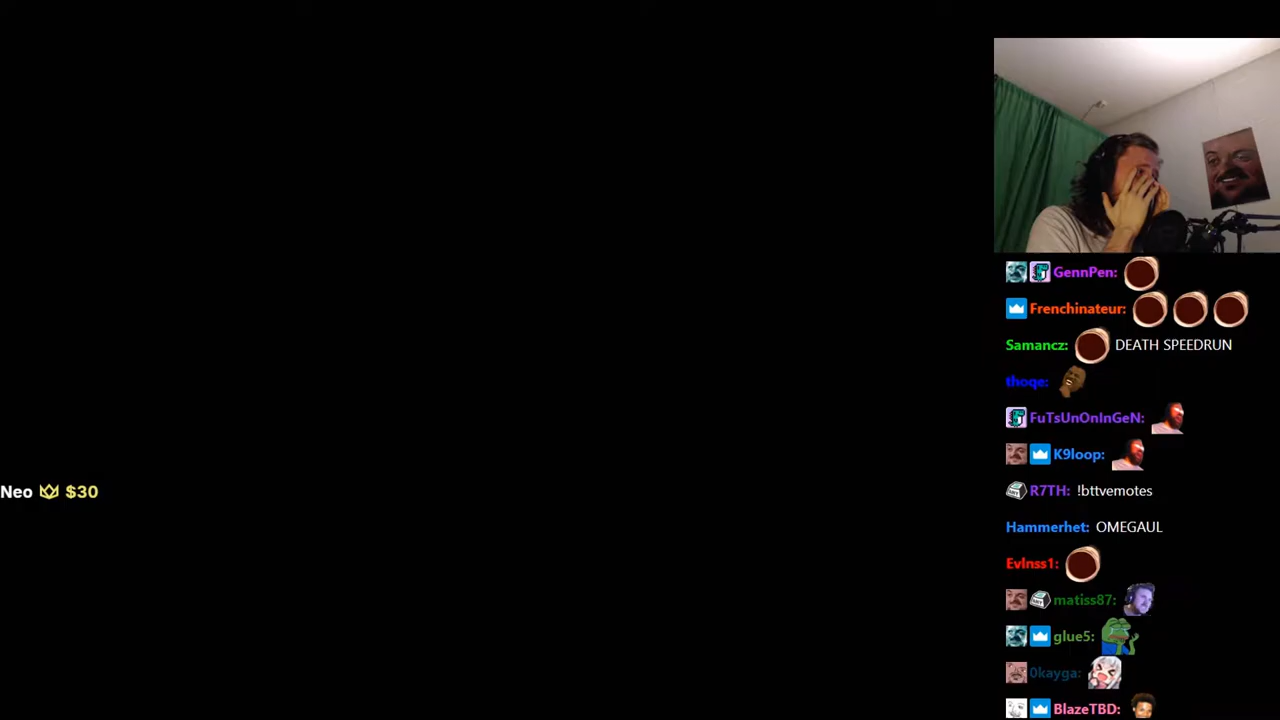 GennPen:
Frenchinateur:
Samancz: DEATH SPEEDRUN
thoqe:
FuTsUnOnInGeN:
K9loop:
Neo $30
R7TH: !bttvemotes
Hammerhet: OMEGAUL
Evlnss1:
matiss87:
glue5:
0kayga:
BlazeTBD: